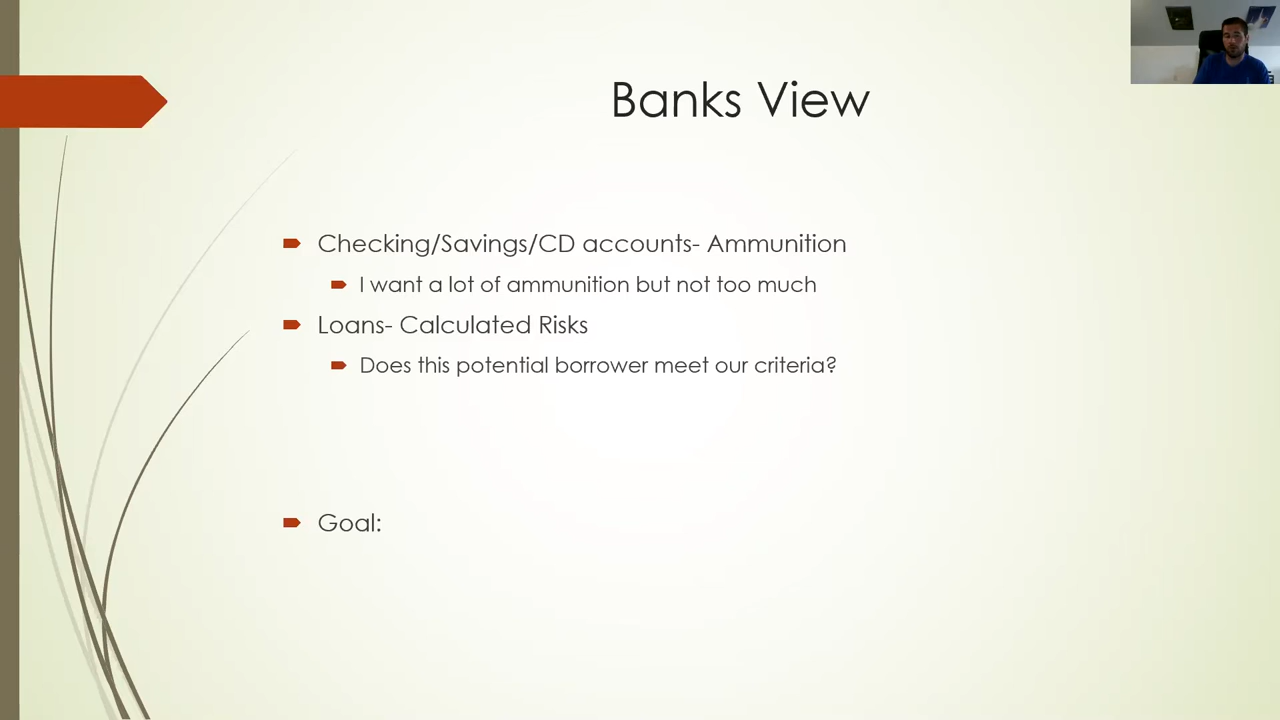 Banks View
Checking/Savings/CD accounts- Ammunition
I want a lot of ammunition but not too much
Loans- Calculated Risks
Does this potential borrower meet our criteria?
Goal: